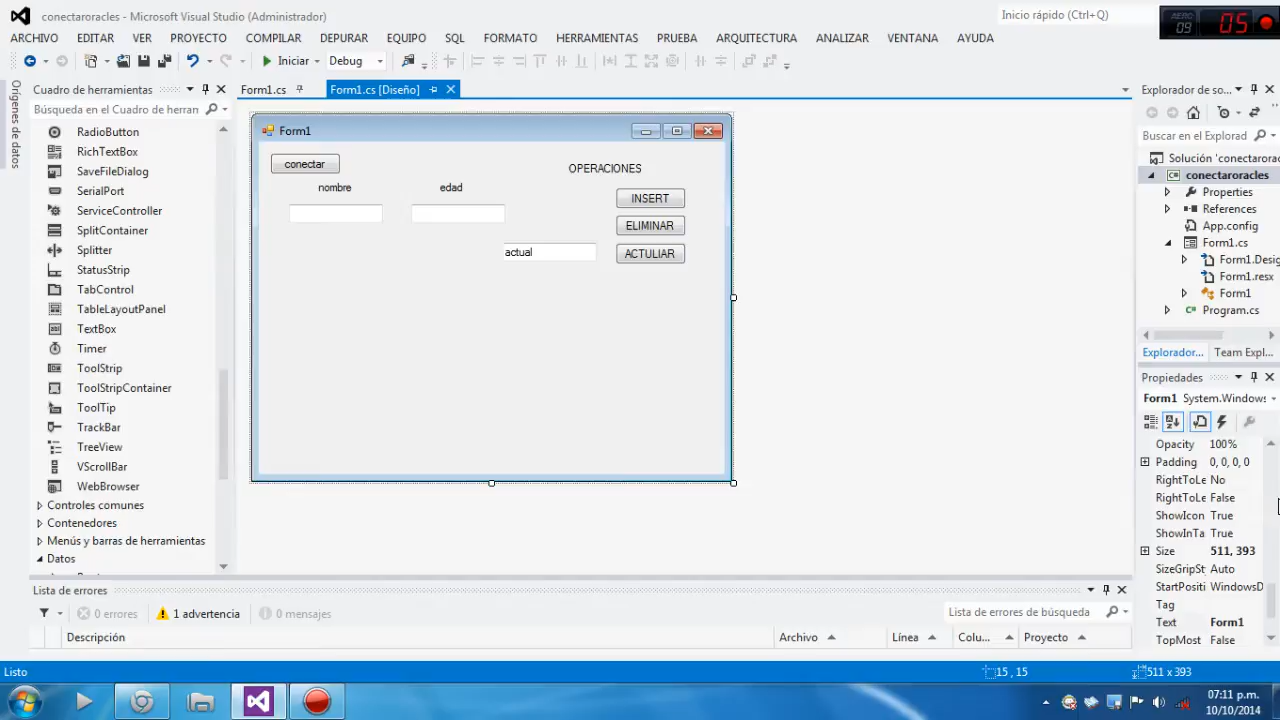 conectaroracles - Microsoft Visual Studio (Administrador)
Inicio rápido (Ctrl+Q)
09
05
ARCHIVO EDITAR VER PROYECTO COMPILAR DEPURAR EQUIPO SQL HERRAMIENTAS PRUEBA ARQUITECTURA ANALIZAR VENTANA AYUDA
Iniciar Debug
Orígenes de datos
Cuadro de herramientas
Búsqueda en el Cuadro de herran
RadioButton
RichTextBox
SaveFileDialog
SerialPort
ServiceController
SplitContainer
Splitter
StatusStrip
TabControl
TableLayoutPanel
TextBox
Timer
ToolStrip
ToolStripContainer
ToolTip
TrackBar
TreeView
VScrollBar
WebBrowser
Controles comunes
Contenedores
Menús y barras de herramientas
Datos
Form1.cs
Form1.cs [Diseño]
Form1
conectar
OPERACIONES
nombre edad
INSERT
ELIMINAR
actual
ACTULIAR
Explorador de so...
Buscar en el Explorad
Solución 'conectarorac
conectaroracles
Properties
References
App.config
Form1.cs
Form1.Desig
Form1.resx
Form1
Program.cs
Explorador... Team Expl...
Propiedades
Form1 System.Windows
Opacity 100%
Padding 0, 0, 0, 0
RightToLe No
RightToLe False
ShowIcon True
ShowInTa True
Size 511, 393
SizeGripSt Auto
StartPositi WindowsD
Tag
Text Form1
TopMost False
Lista de errores
0 errores 1 advertencia 0 mensajes
Lista de errores de búsqueda
Descripción Archivo Línea Colu... Proyecto
Listo
15 , 15
511 x 393
07:11 p.m.
10/10/2014